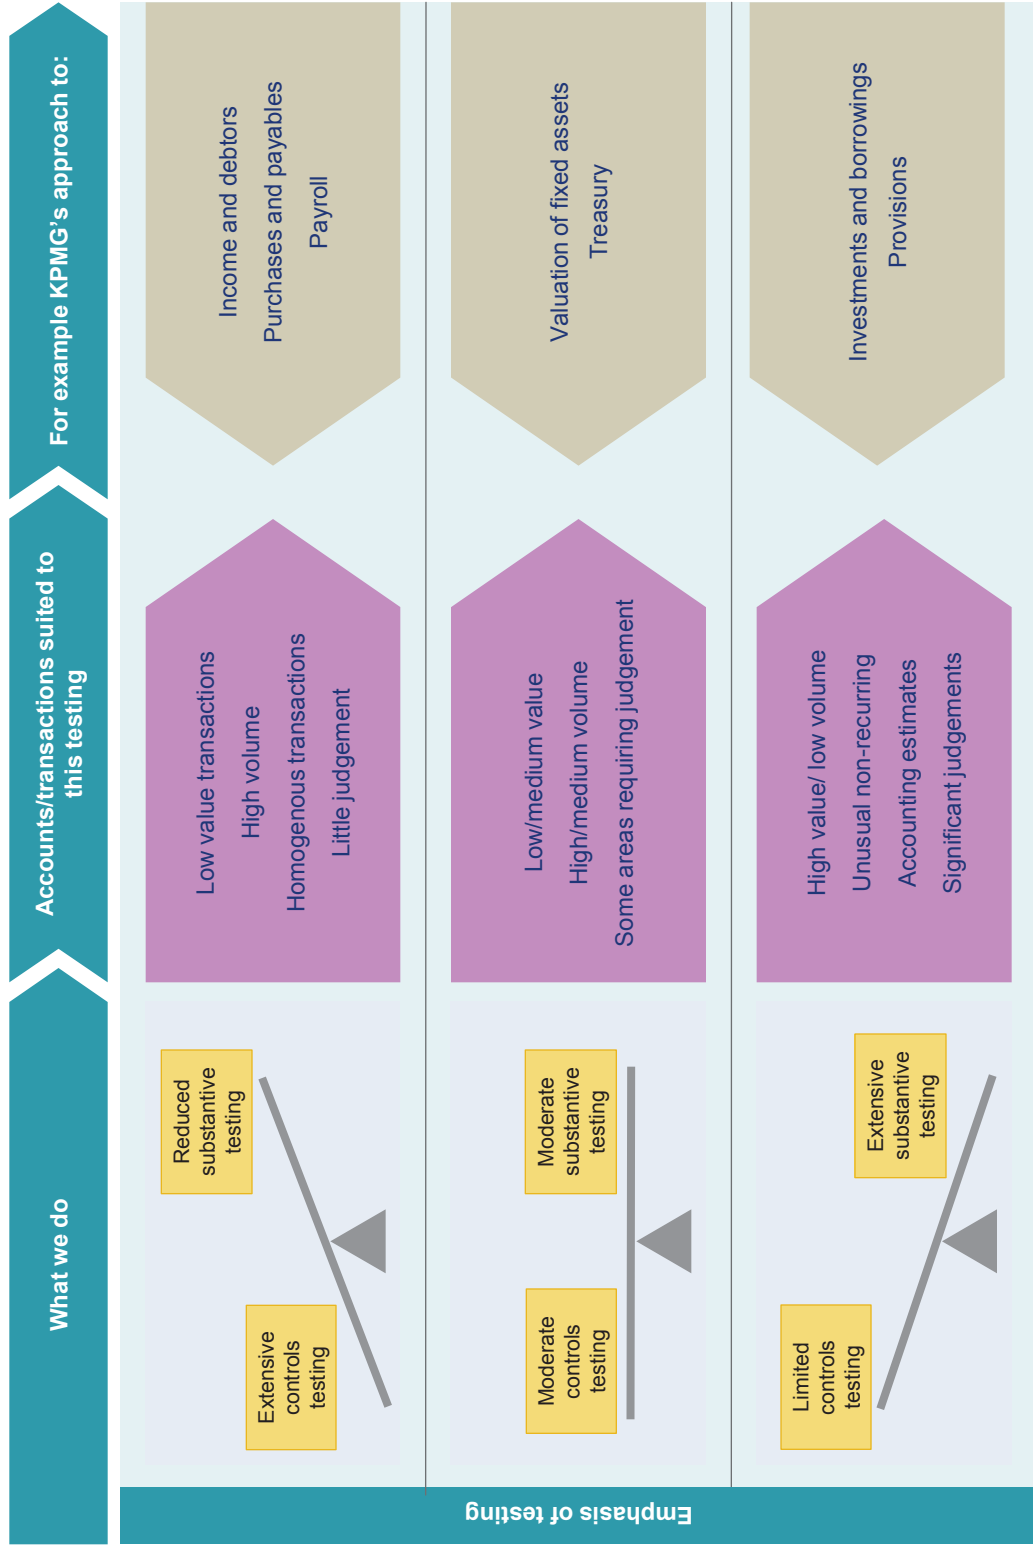 What we do
Accounts/transactions suited to
this testing
For example KPMG's approach to:
Emphasis of testing
Extensive
controls
testing
Reduced
substantive
testing
Low value transactions
High volume
Homogenous transactions
Little judgement
Income and debtors
Purchases and payables
Payroll
Moderate
controls
testing
Moderate
substantive
testing
Low/medium value
High/medium volume
Some areas requiring judgement
Valuation of fixed assets
Treasury
Limited
controls
testing
Extensive
substantive
testing
High value/ low volume
Unusual non-recurring
Accounting estimates
Significant judgements
Investments and borrowings
Provisions